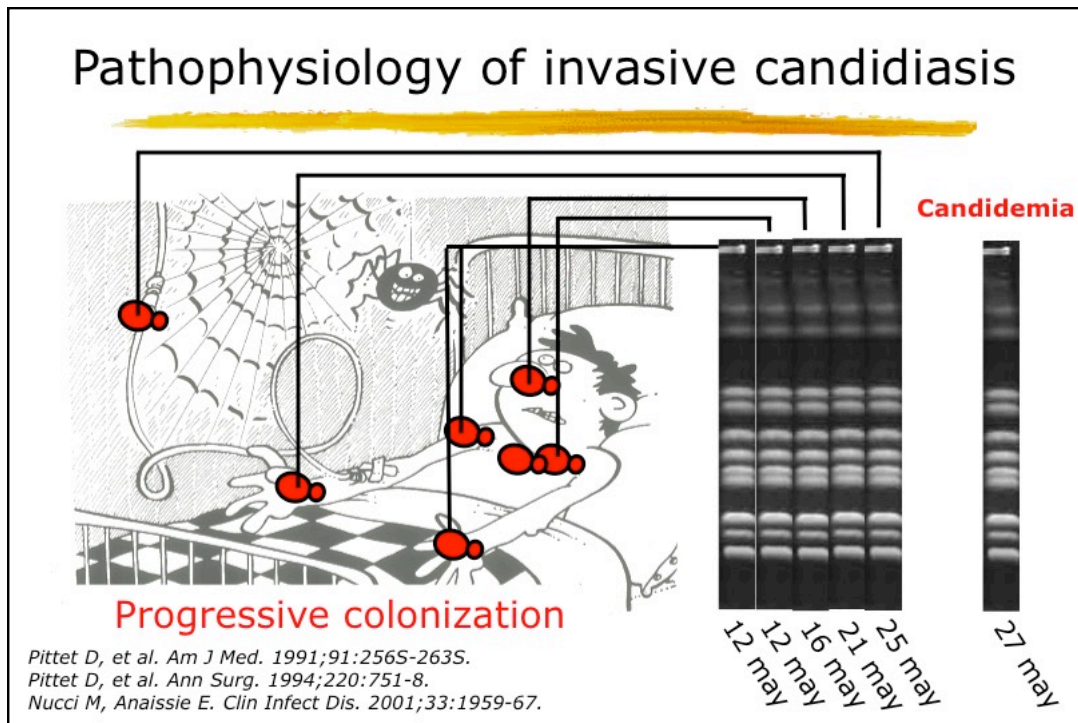 Pathophysiology of invasive candidiasis
Candidemia
12 may
12 may
16 may
21 may
25 may
27 may
Progressive colonization
Pittet D, et al. Am J Med. 1991;91:256S-263S.
Pittet D, et al. Ann Surg. 1994;220:751-8.
Nucci M, Anaissie E. Clin Infect Dis. 2001;33:1959-67.